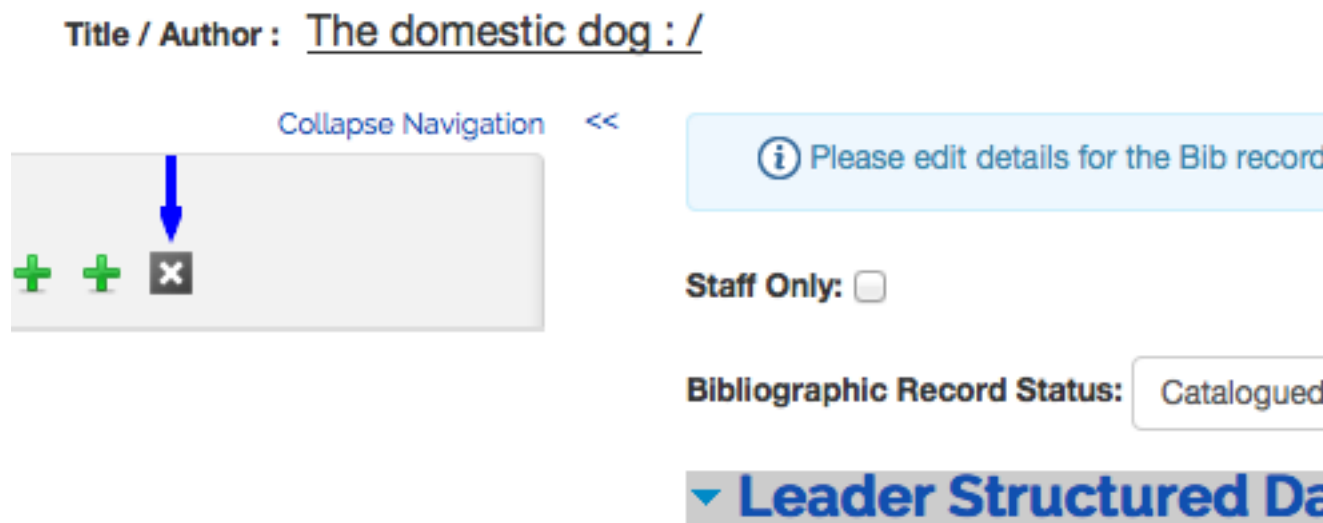 Title / Author : The domestic dog : /
Collapse Navigation <<
Please edit details for the Bib record
Staff Only:
Bibliographic Record Status: Catalogued
Leader Structured Da